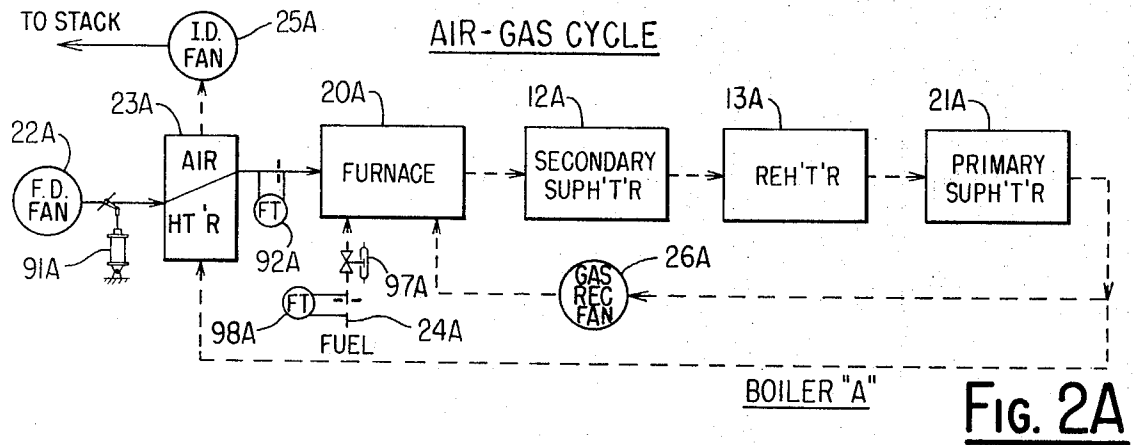 TO STACK
I.D.
FAN
25A
AIR-GAS CYCLE
23A
20A
12A
13A
21A
22A
F.D.
FAN
AIR
HT'R
FURNACE
SECONDARY
SUPH'T'R
REH'T'R
PRIMARY
SUPH'T'R
FT
92A
91A
97A
GAS
REC
FAN
26A
FT
98A
24A
FUEL
BOILER "A"
FIG. 2A